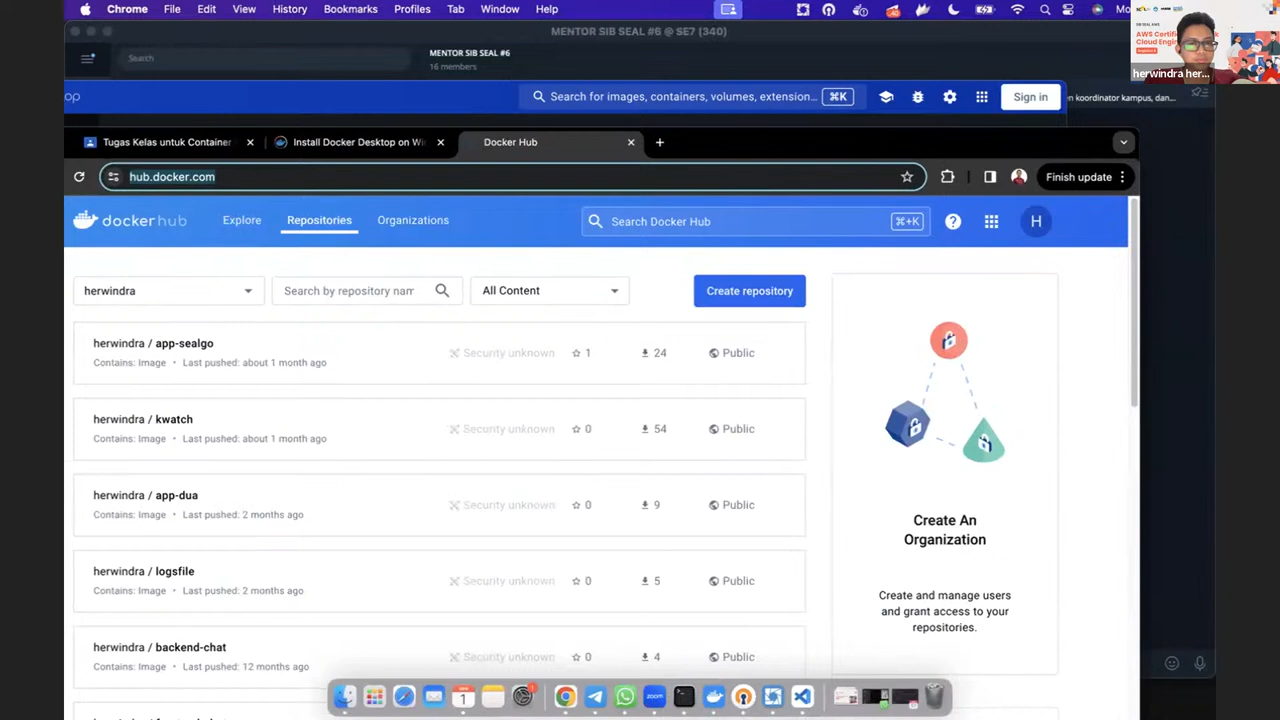 Chrome File Edit View History Bookmarks Profiles Tab Window Help
MENTOR SIB SEAL #6 @ SE7 (340)
Search
MENTOR SIB SEAL #6
16 members
herwindra her...
op
Search for images, containers, volumes, extension... ⌘K
Sign in
en koordinator kampus, dan...
Tugas Kelas untuk Container
Install Docker Desktop on Wi
Docker Hub
hub.docker.com
Finish update
dockerhub
Explore
Repositories
Organizations
Search Docker Hub
⌘+K
H
herwindra
Search by repository nam
All Content
Create repository
herwindra / app-sealgo
Contains: Image • Last pushed: about 1 month ago
Security unknown 1 24 Public
herwindra / kwatch
Contains: Image • Last pushed: about 1 month ago
Security unknown 0 54 Public
herwindra / app-dua
Contains: Image • Last pushed: 2 months ago
Security unknown 0 9 Public
herwindra / logsfile
Contains: Image • Last pushed: 2 months ago
Security unknown 0 5 Public
herwindra / backend-chat
Contains: Image • Last pushed: 12 months ago
Security unknown 0 4 Public
Create An
Organization
Create and manage users
and grant access to your
repositories.
zoom